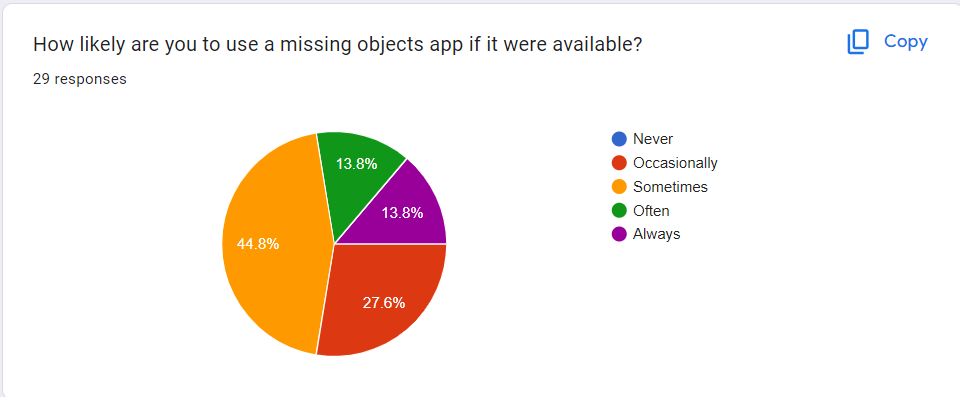 How likely are you to use a missing objects app if it were available?
Copy
29 responses
13.8%
13.8%
44.8%
27.6%
Never
Occasionally
Sometimes
Often
Always